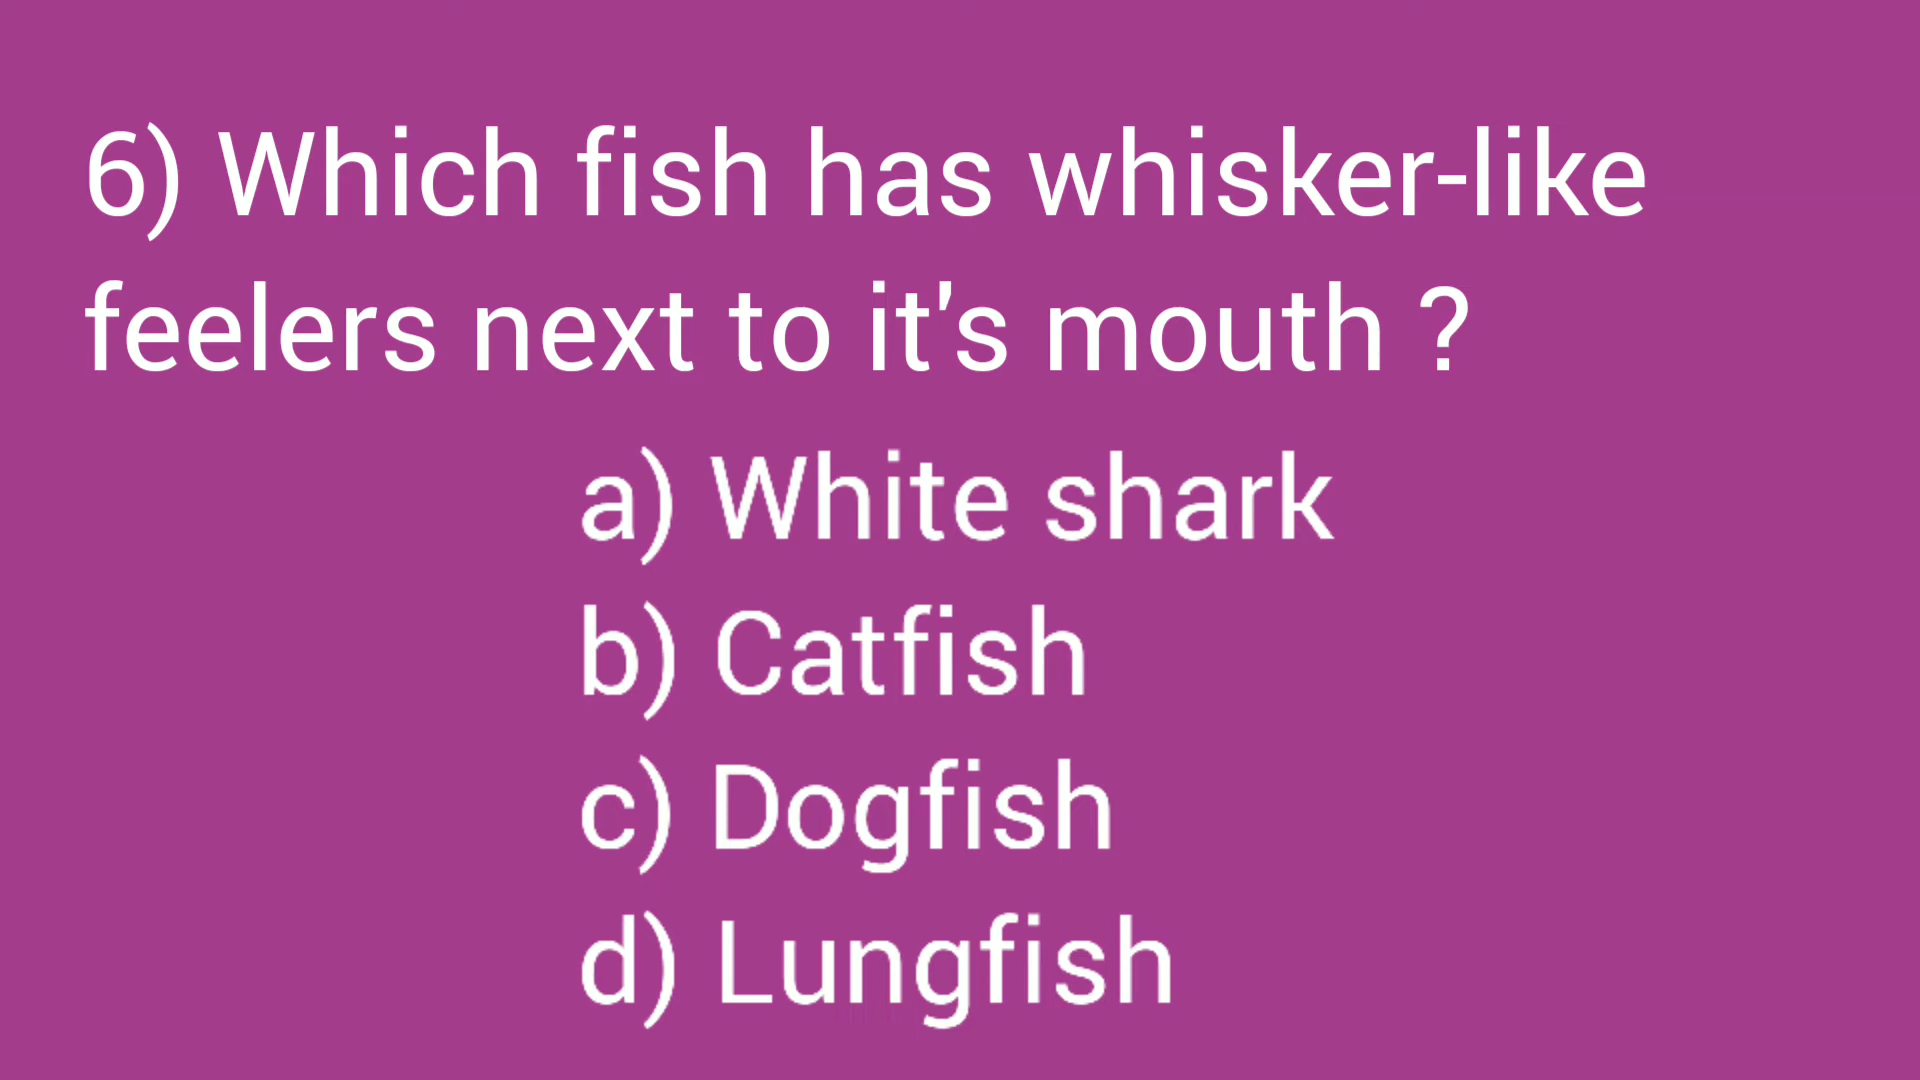 6) Which fish has whisker-like
feelers next to it's mouth ?
a) White shark
b) Catfish
c) Dogfish
d) Lungfish